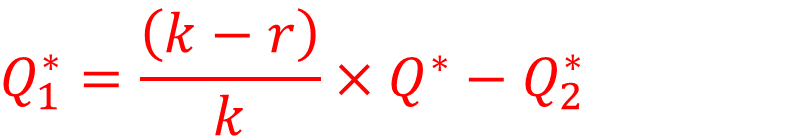 Q₁* = (k − r)/k × Q* − Q₂*